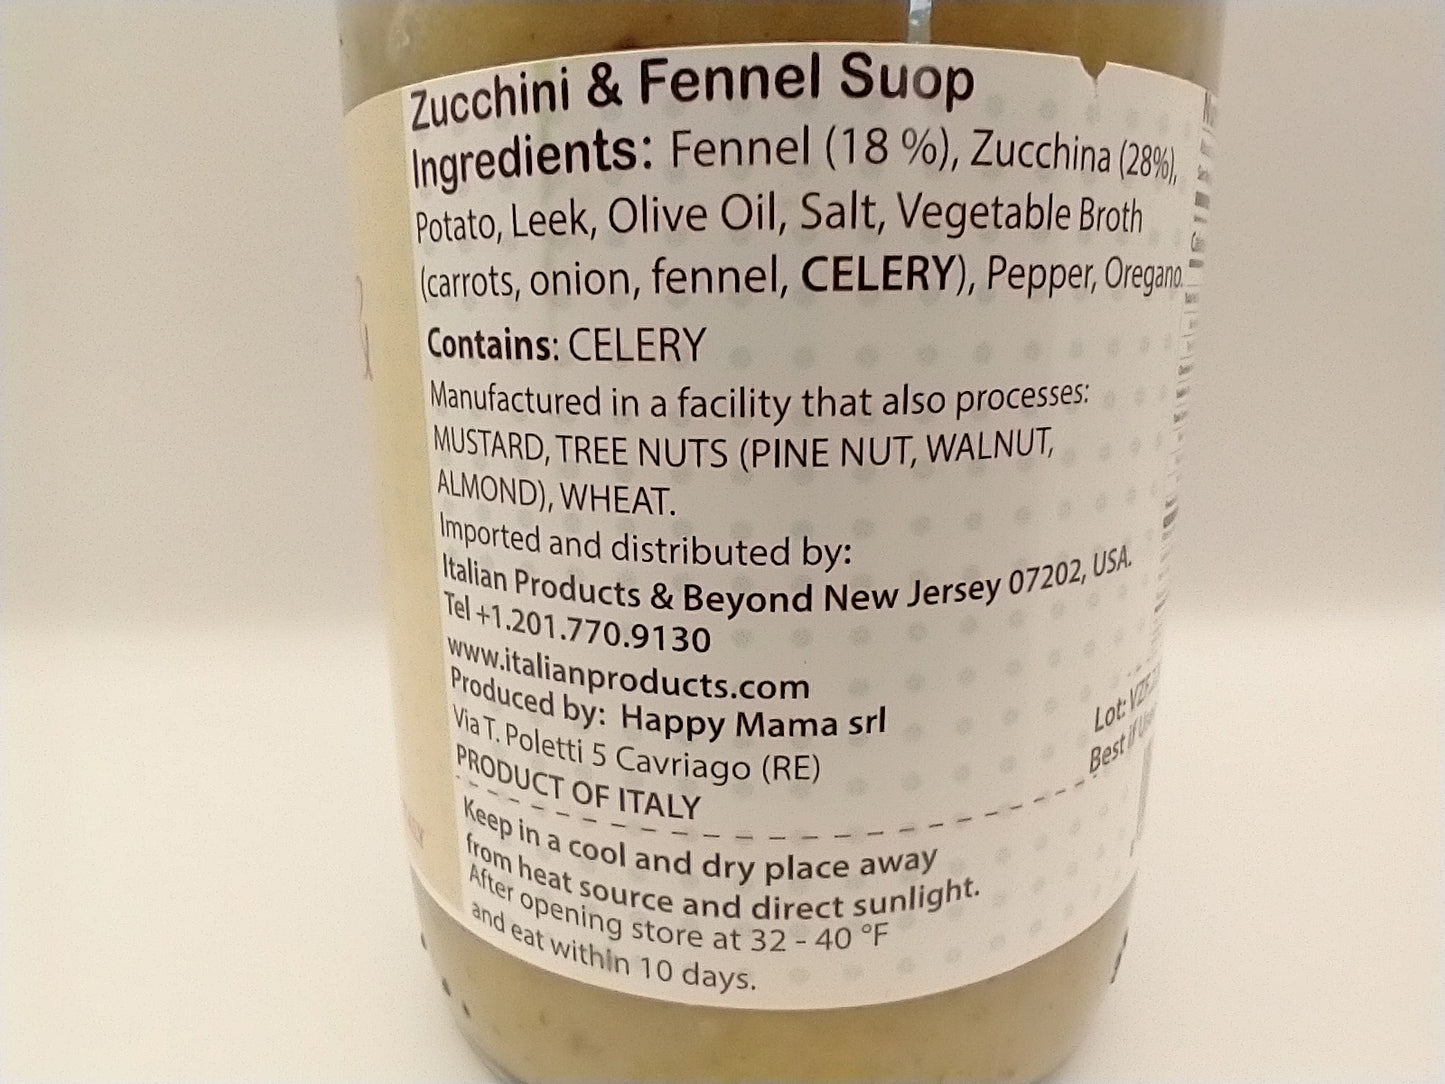 Zucchini & Fennel Suop
Ingredients: Fennel (18 %), Zucchina (28%),
Potato, Leek, Olive Oil, Salt, Vegetable Broth
(carrots, onion, fennel, CELERY), Pepper, Oregano.
Contains: CELERY
Manufactured in a facility that also processes:
MUSTARD, TREE NUTS (PINE NUT, WALNUT,
ALMOND), WHEAT.
Imported and distributed by:
Italian Products & Beyond New Jersey 07202, USA.
Tel +1.201.770.9130
www.italianproducts.com
Produced by: Happy Mama srl
Via T. Poletti 5 Cavriago (RE)
PRODUCT OF ITALY
Lot:
Best if
Keep in a cool and dry place away
from heat source and direct sunlight.
After opening store at 32 - 40 °F
and eat within 10 days.